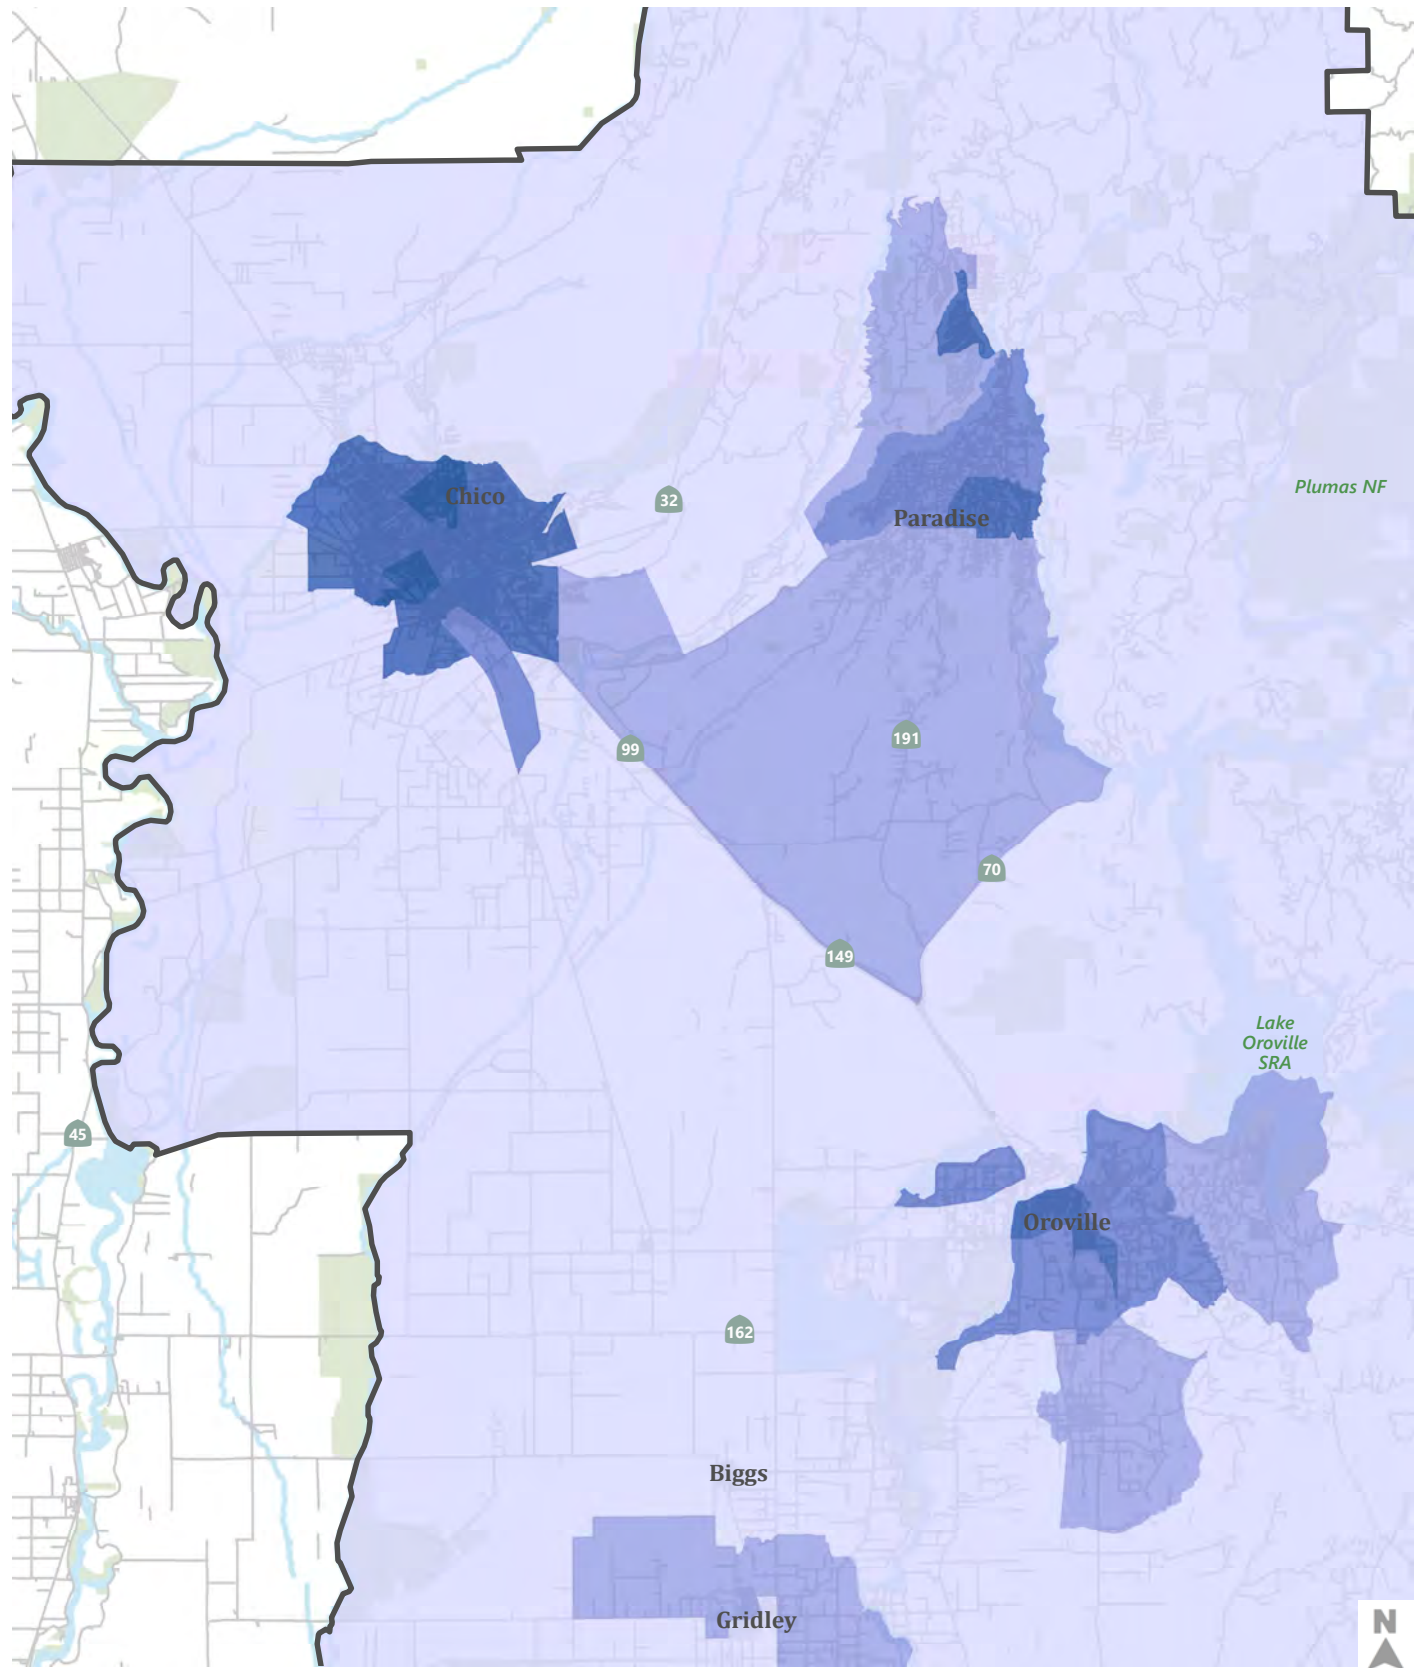 Plumas NF
Chico
32
Paradise
191
99
70
149
Lake
Oroville
SRA
45
Oroville
162
Biggs
Gridley
N